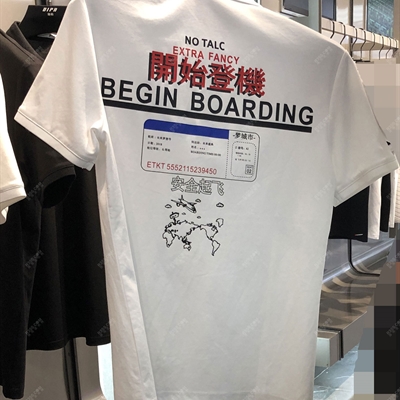 NO TALC
EXTRA FANCY
開始登機
BEGIN BOARDING
-梦城市-
ETKT 5552115239450
安全起飞